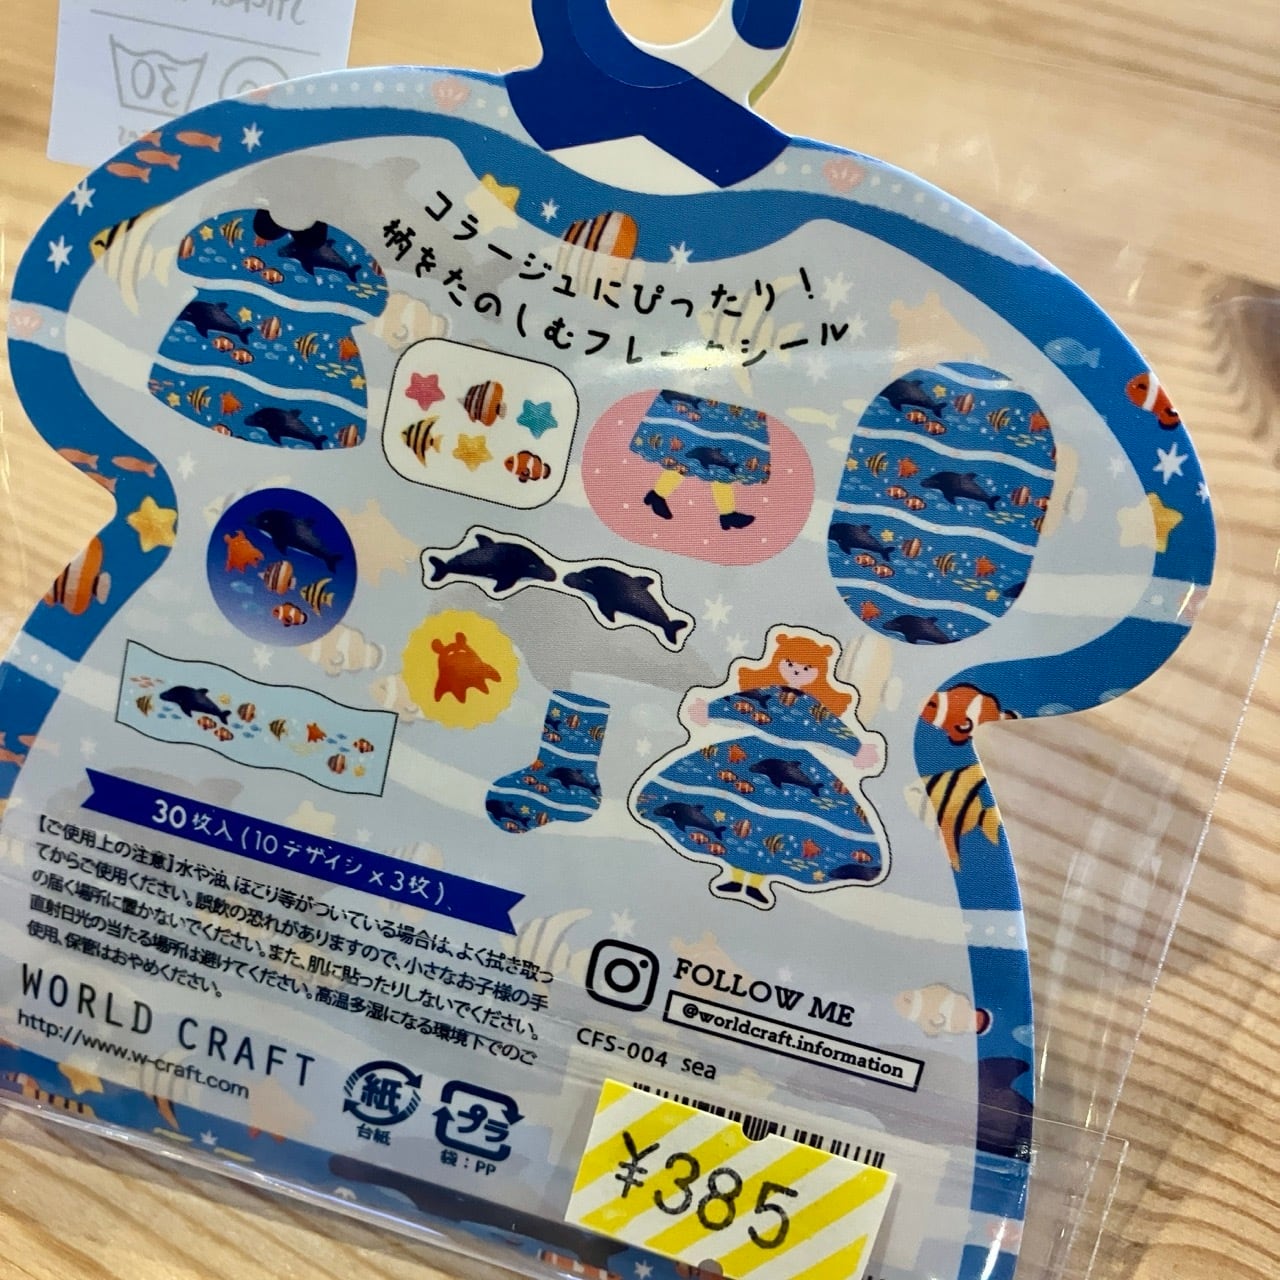 30
コラージュにぴったり!
柄をたのしむフレークシール
30枚入(10デザイン×3枚)
【ご使用上の注意】水や油、ほこり等がついている場合は、よく拭き取っ
てからご使用ください。誤飲の恐れがありますので、小さなお子様の手
の届く場所に置かないでください。また、肌に貼ったりしないでください。
直射日光の当たる場所は避けてください。高温多湿になる環境下でのご
使用、保管はおやめください。
WORLD CRAFT
http://www.w-craft.com
紙
台紙
プラ
袋:PP
FOLLOW ME
@worldcraft.information
CFS-004 sea
¥385